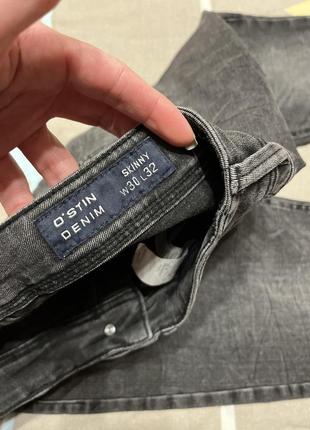 O'STIN
DENIM
SKINNY
W30 L32